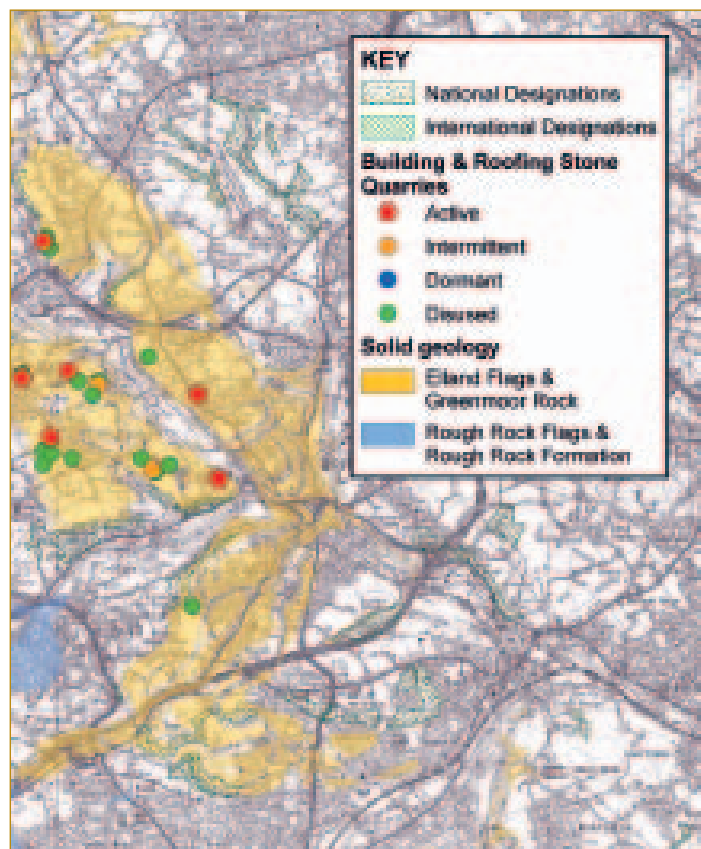 KEY
National Designations
International Designations
Building & Roofing Stone
Quarries
Active
Intermittent
Dormant
Disused
Solid geology
Elland Flags &
Greenmoor Rock
Rough Rock Flags &
Rough Rock Formation